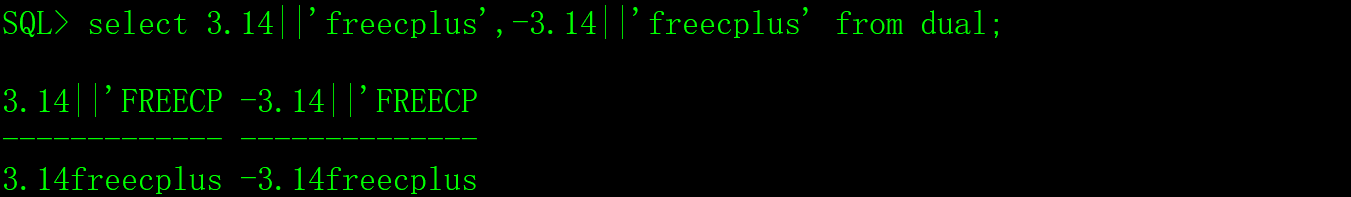 SQL> select 3.14||'freecplus',-3.14||'freecplus' from dual;
3.14||'FREECP -3.14||'FREECP
------------- --------------
3.14freecplus -3.14freecplus